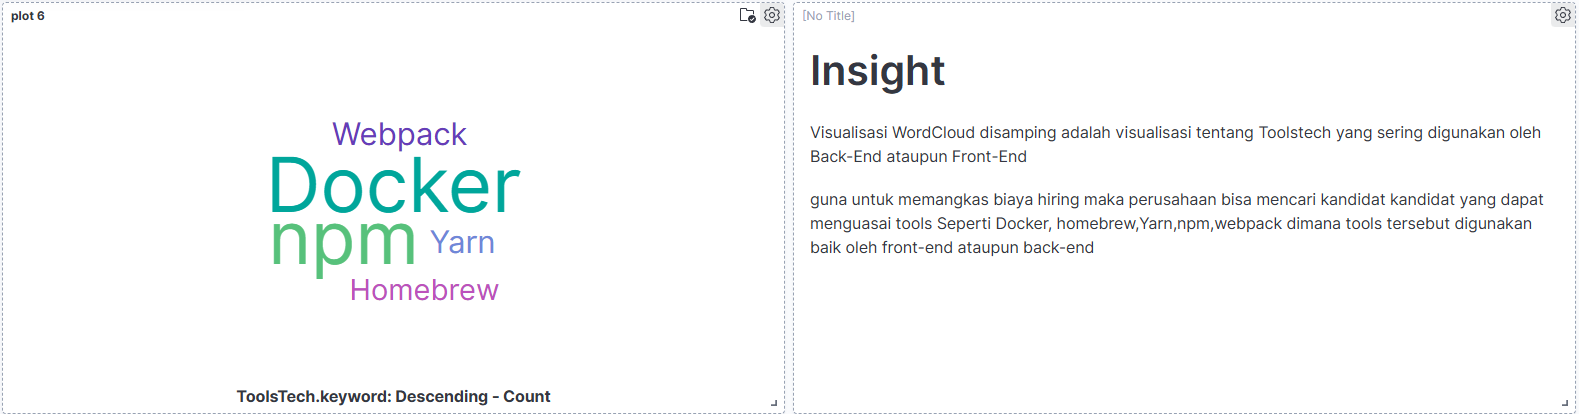 plot 6
Webpack
Docker
npm
Yarn
Homebrew
ToolsTech.keyword: Descending - Count
[No Title]
Insight
Visualisasi WordCloud disamping adalah visualisasi tentang Toolstech yang sering digunakan oleh
Back-End ataupun Front-End
guna untuk memangkas biaya hiring maka perusahaan bisa mencari kandidat kandidat yang dapat
menguasai tools Seperti Docker, homebrew,Yarn,npm,webpack dimana tools tersebut digunakan
baik oleh front-end ataupun back-end